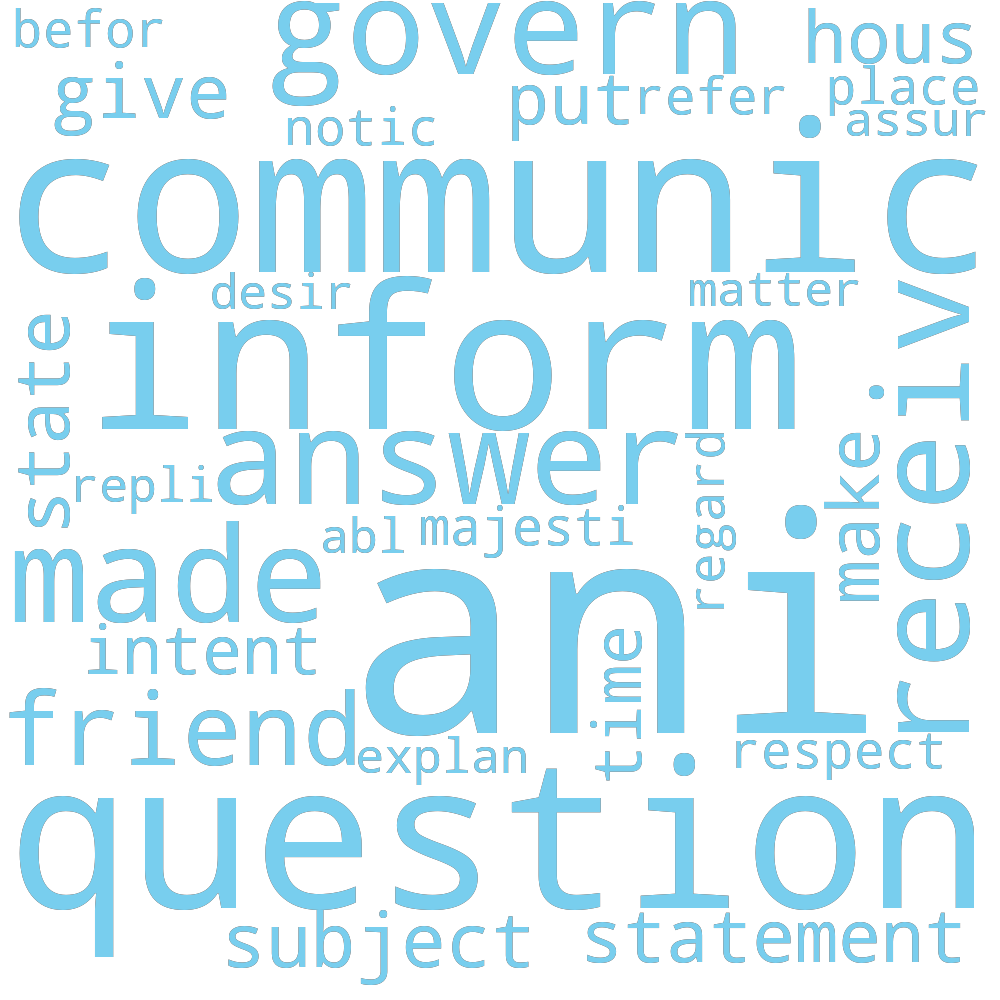 befor
govern
hous
give
put
refer
place
assur
notic
communic
desir
matter
inform
receiv
state
answer
repli
regard
make
abl
majesti
made
ani
intent
time
friend
explan
respect
question
subject
statement